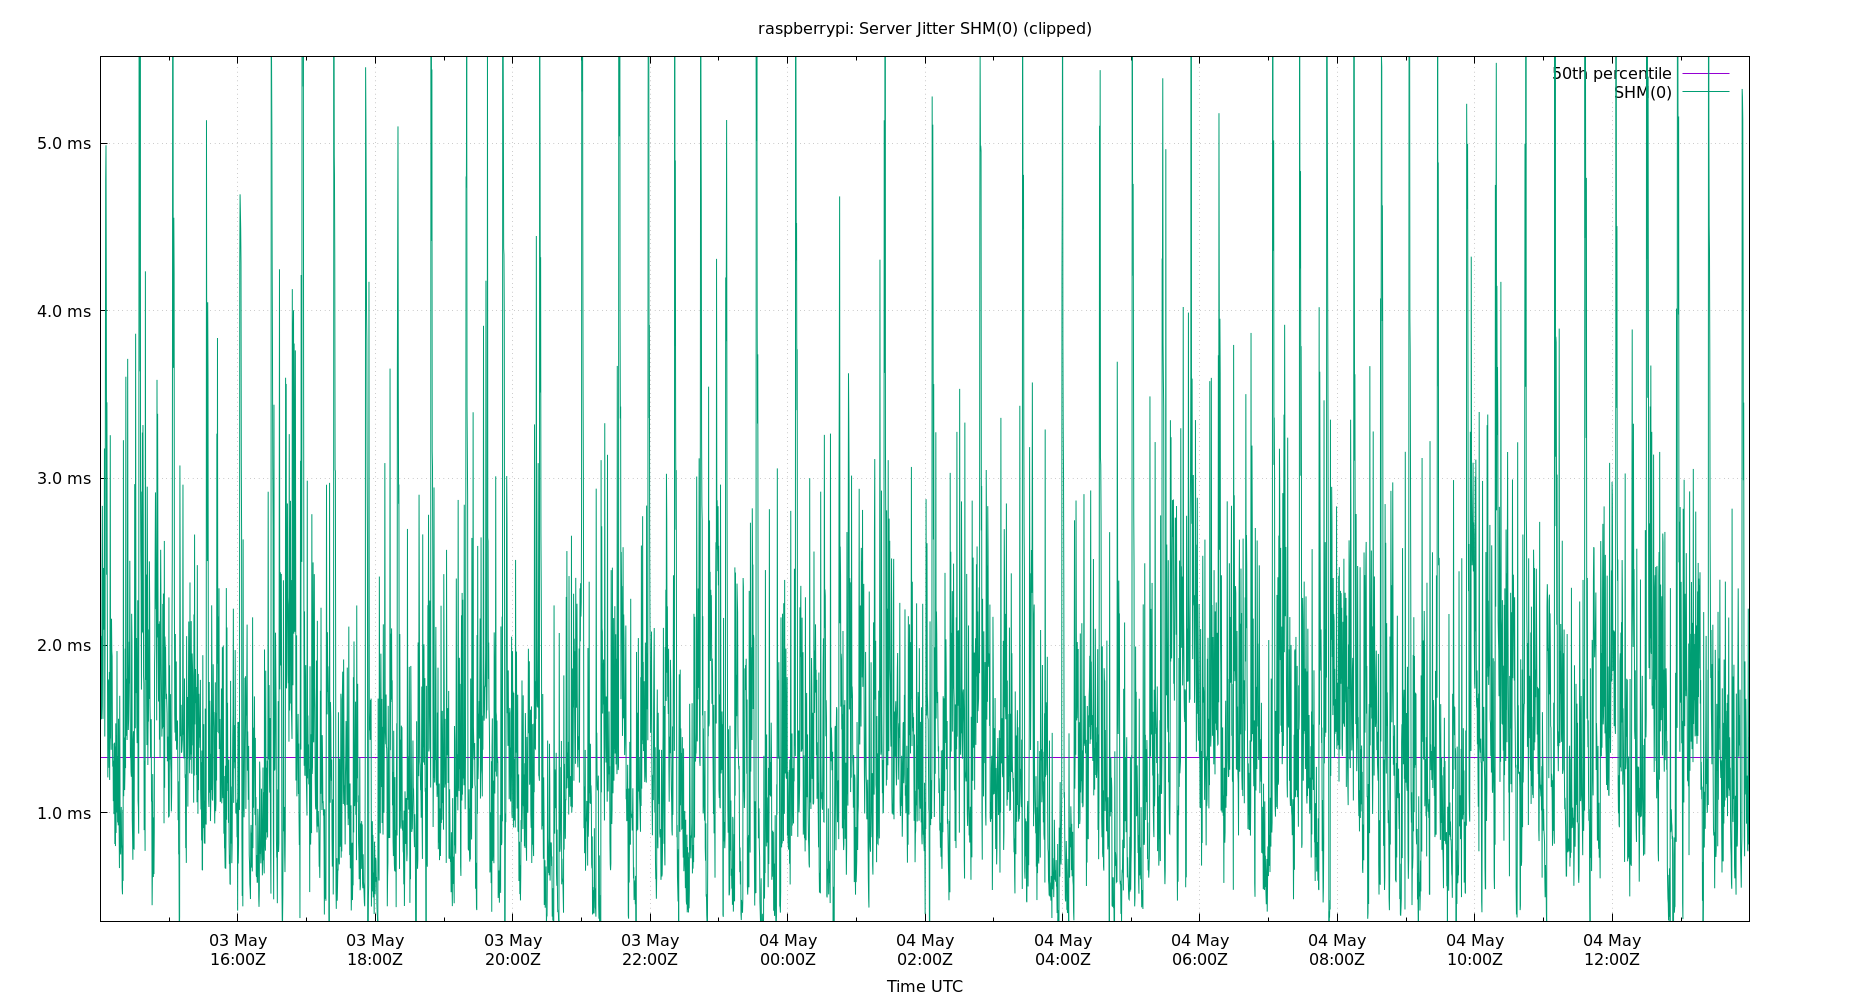 raspberrypi: Server Jitter SHM(0) (clipped)
50th percentile
SHM(0)
5.0 ms
4.0 ms
3.0 ms
2.0 ms
1.0 ms
03 May 03 May 03 May 03 May 04 May 04 May 04 May 04 May 04 May 04 May 04 May
16:00Z 18:00Z 20:00Z 22:00Z 00:00Z 02:00Z 04:00Z 06:00Z 08:00Z 10:00Z 12:00Z
Time UTC